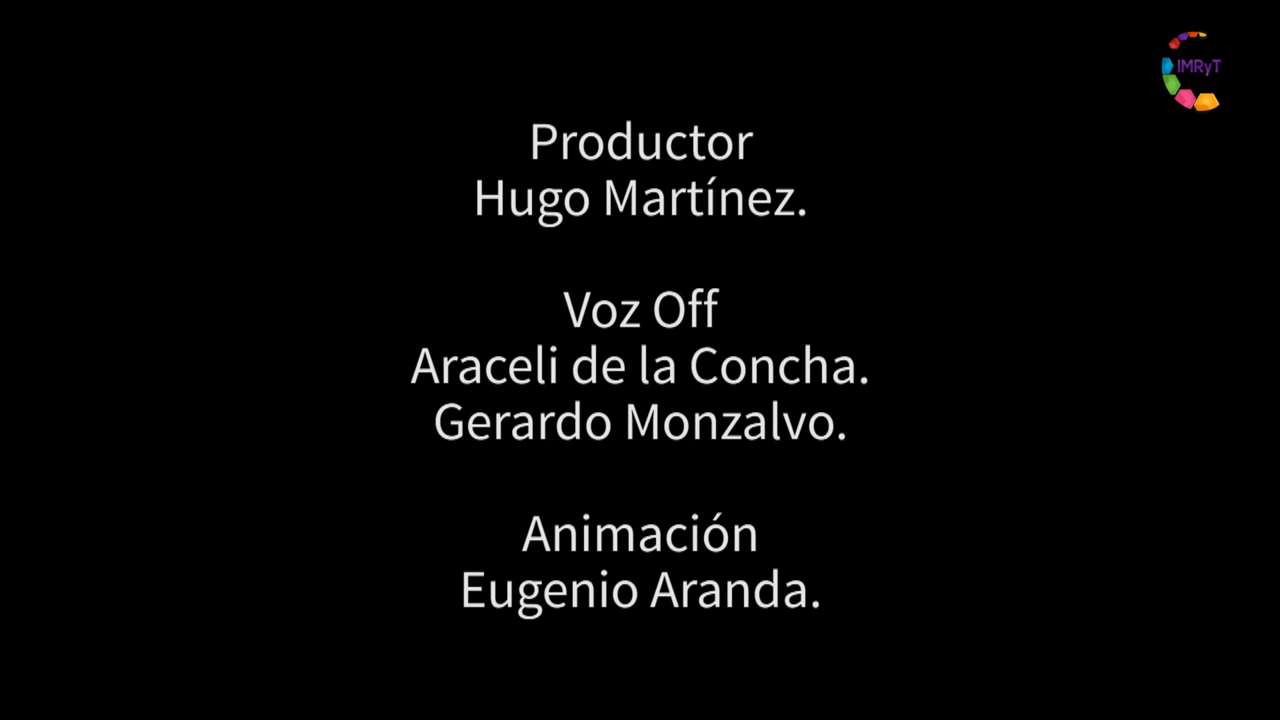 IMRyT
Productor
Hugo Martínez.
Voz Off
Araceli de la Concha.
Gerardo Monzalvo.
Animación
Eugenio Aranda.